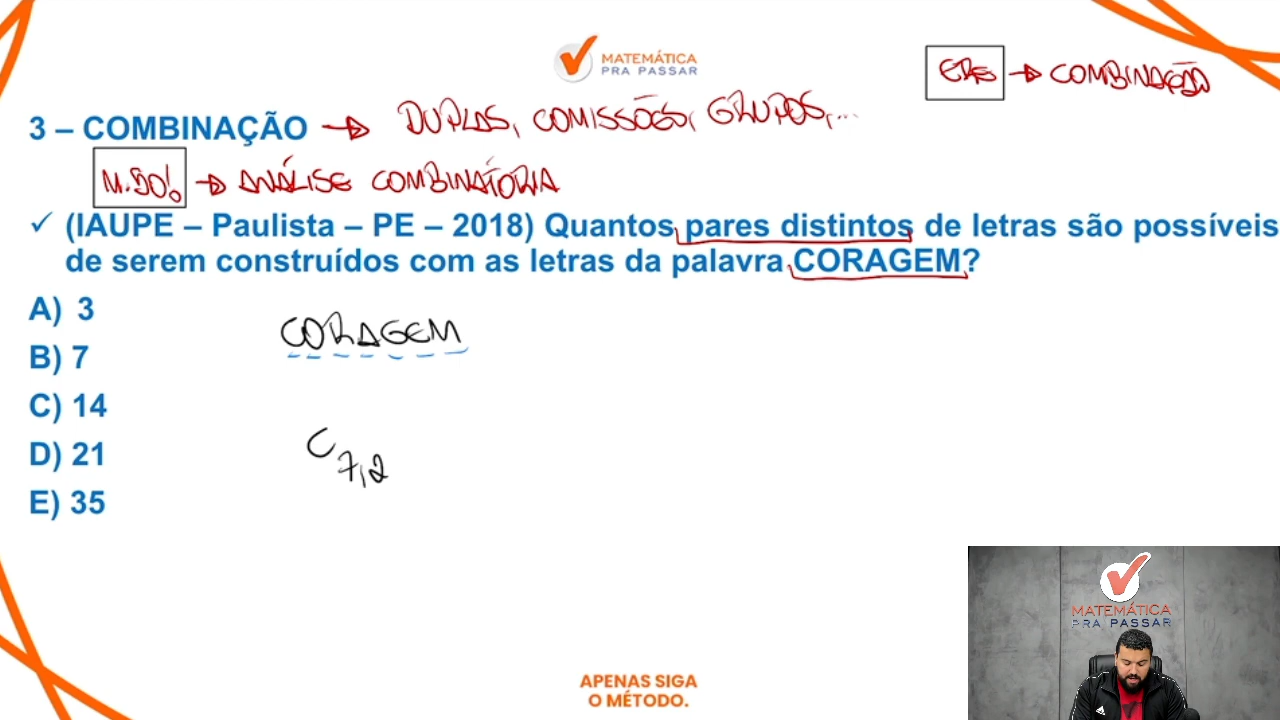 MATEMÁTICA
PRA PASSAR
→ COMBINAÇÃO
3 – COMBINAÇÃO → DUPLAS, COMISSÕES, GRUPOS,...
→ ANÁLISE COMBINATÓRIA
✓ (IAUPE – Paulista – PE – 2018) Quantos pares distintos de letras são possíveis
de serem construídos com as letras da palavra CORAGEM?
A) 3
B) 7
C) 14
D) 21
E) 35
CORAGEM
C7,2
MATEMÁTICA
PRA PASSAR
APENAS SIGA
O MÉTODO.